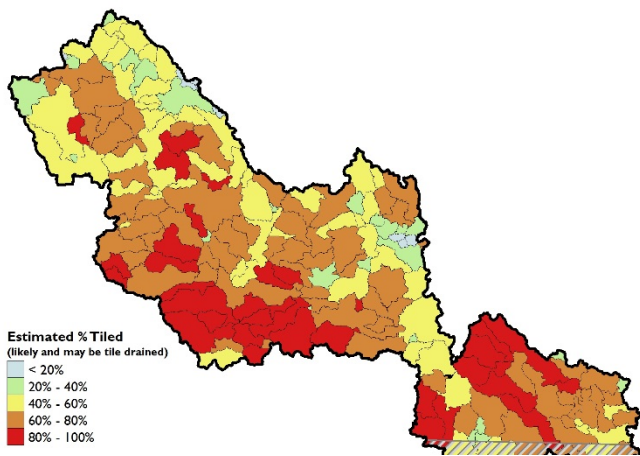 Estimated % Tiled
(likely and may be tile drained)
< 20%
20% - 40%
40% - 60%
60% - 80%
80% - 100%